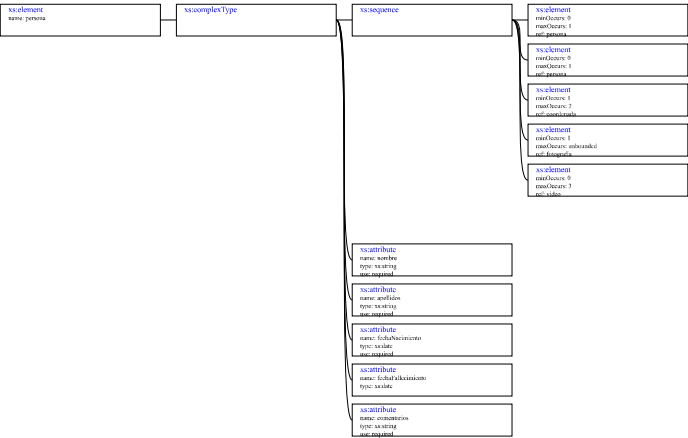 xs:element
name: persona
xs:complexType
xs:sequence
xs:element
minOccurs: 0
maxOccurs: 1
ref: persona
xs:element
minOccurs: 0
maxOccurs: 1
ref: persona
xs:element
minOccurs: 1
maxOccurs: 2
ref: coordenada
xs:element
minOccurs: 1
maxOccurs: unbounded
ref: fotografia
xs:element
minOccurs: 0
maxOccurs: 3
ref: video
xs:attribute
name: nombre
type: xs:string
use: required
xs:attribute
name: apellidos
type: xs:string
use: required
xs:attribute
name: fechaNacimiento
type: xs:date
use: required
xs:attribute
name: fechaFallecimiento
type: xs:date
xs:attribute
name: comentarios
type: xs:string
use: required